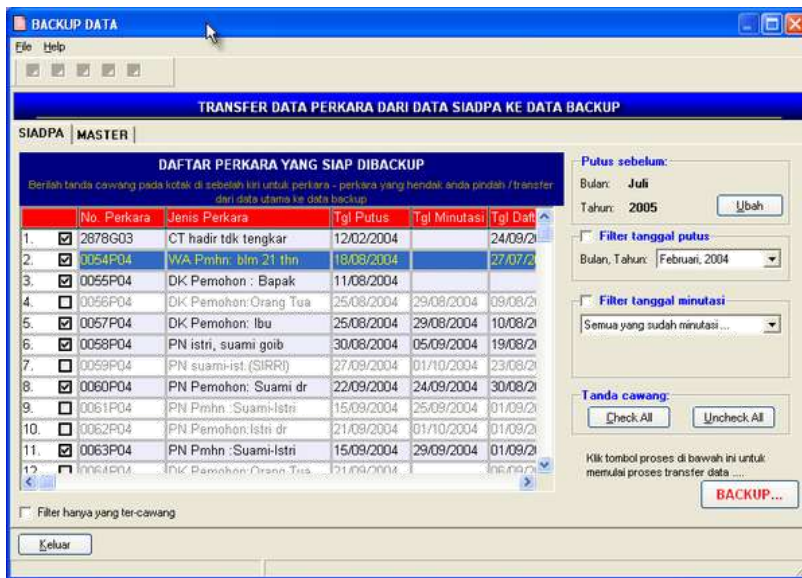 BACKUP DATA
File Help
TRANSFER DATA PERKARA DARI DATA SIADPA KE DATA BACKUP
SIADPA MASTER
DAFTAR PERKARA YANG SIAP DIBACKUP
Berilah tanda cawang pada kotak di sebelah kiri untuk perkara - perkara yang hendak anda pindah / transfer
dari data utama ke data backup
No. Perkara Jenis Perkara Tgl Putus Tgl Minutasi Tgl Daft
1. 2878G03 CT hadir tdk tengkar 12/02/2004 24/09/2
2. 0054P04 WA Pmhn: blm 21 thn 18/08/2004 27/07/2
3. 0055P04 DK Pemohon : Bapak 11/08/2004
4. 0056P04 DK Pemohon:Orang Tua 25/08/2004 29/08/2004 09/08/2
5. 0057P04 DK Pemohon: Ibu 25/08/2004 29/08/2004 10/08/2
6. 0058P04 PN istri, suami goib 30/08/2004 05/09/2004 19/08/2
7. 0059P04 PN suami-ist.(SIRRI) 27/09/2004 01/10/2004 23/08/2
8. 0060P04 PN Pemohon: Suami dr 22/09/2004 24/09/2004 30/08/2
9. 0061P04 PN Pmhn :Suami-Istri 15/09/2004 25/09/2004 01/09/2
10. 0062P04 PN Pemohon:Istri dr 21/09/2004 01/10/2004 01/09/2
11. 0063P04 PN Pmhn :Suami-Istri 15/09/2004 29/09/2004 01/09/2
12. 0064P04 DK Pemohon:Orang Tua 21/09/2004 06/09/2
Filter hanya yang ter-cawang
Keluar
Putus sebelum:
Bulan: Juli
Tahun: 2005 Ubah
Filter tanggal putus
Bulan, Tahun: Februari, 2004
Filter tanggal minutasi
Semua yang sudah minutasi ...
Tanda cawang:
Check All Uncheck All
Klik tombol proses di bawah ini untuk
memulai proses transfer data ....
BACKUP...